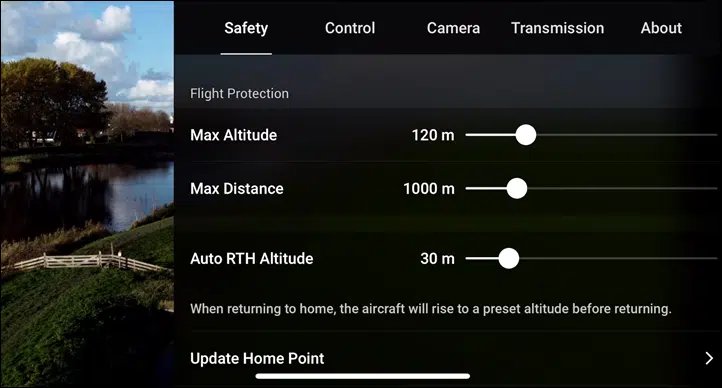 Safety Control Camera Transmission About
Flight Protection
Max Altitude 120 m
Max Distance 1000 m
Auto RTH Altitude 30 m
When returning to home, the aircraft will rise to a preset altitude before returning.
Update Home Point